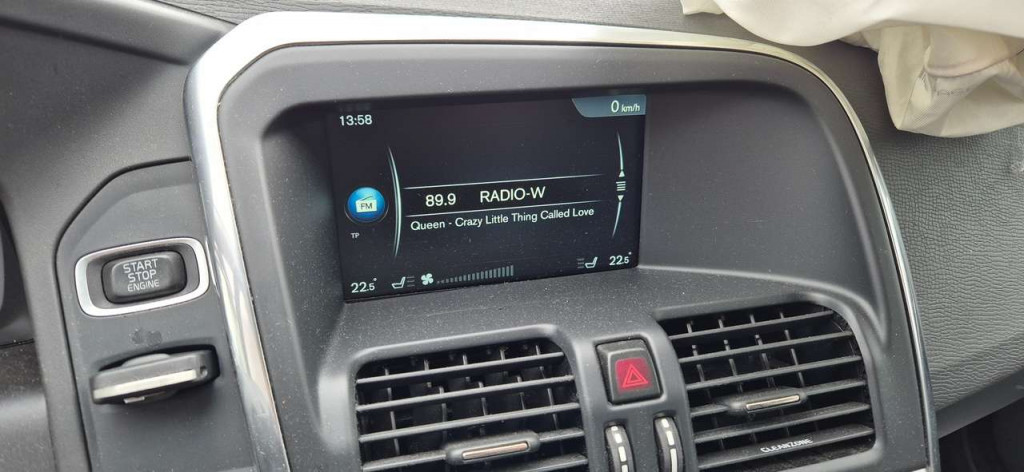 13:58
0 km/h
FM
89.9 RADIO-W
Queen - Crazy Little Thing Called Love
TP
22.5°
22.5°
START
STOP
ENGINE
CLEANZONE